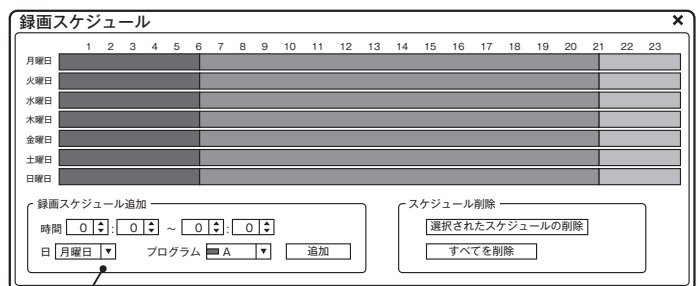 録画スケジュール ×
1 2 3 4 5 6 7 8 9 10 11 12 13 14 15 16 17 18 19 20 21 22 23
月曜日
火曜日
水曜日
木曜日
金曜日
土曜日
日曜日
録画スケジュール追加
時間 0 : 0 ~ 0 : 0
日 月曜日 ▼ プログラム A ▼ 追加
スケジュール削除
選択されたスケジュールの削除
すべてを削除